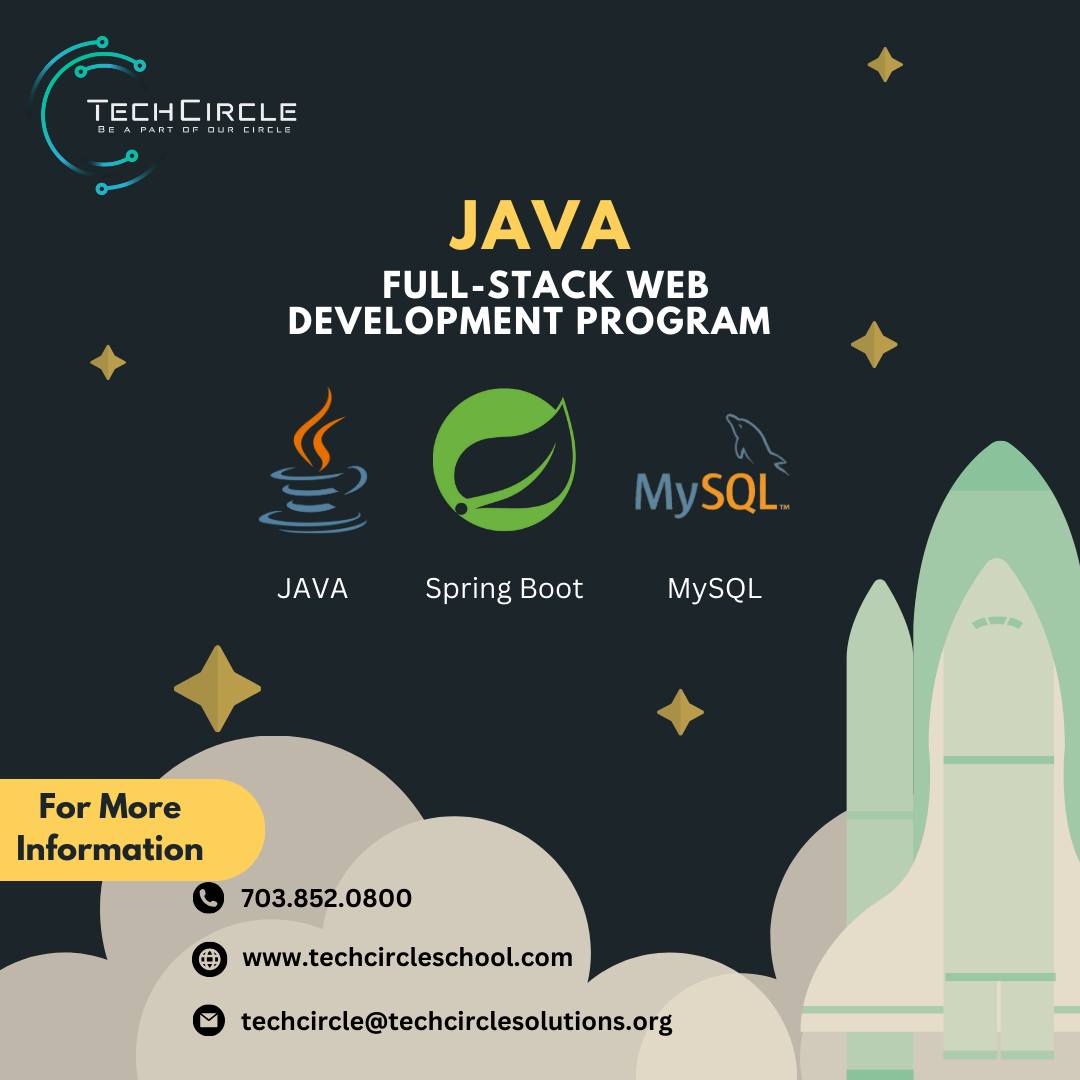 TECHCIRCLE
BE A PART OF OUR CIRCLE
JAVA
FULL-STACK WEB
DEVELOPMENT PROGRAM
MySQL™
JAVA
Spring Boot
MySQL
For More
Information
703.852.0800
www.techcircleschool.com
techcircle@techcirclesolutions.org